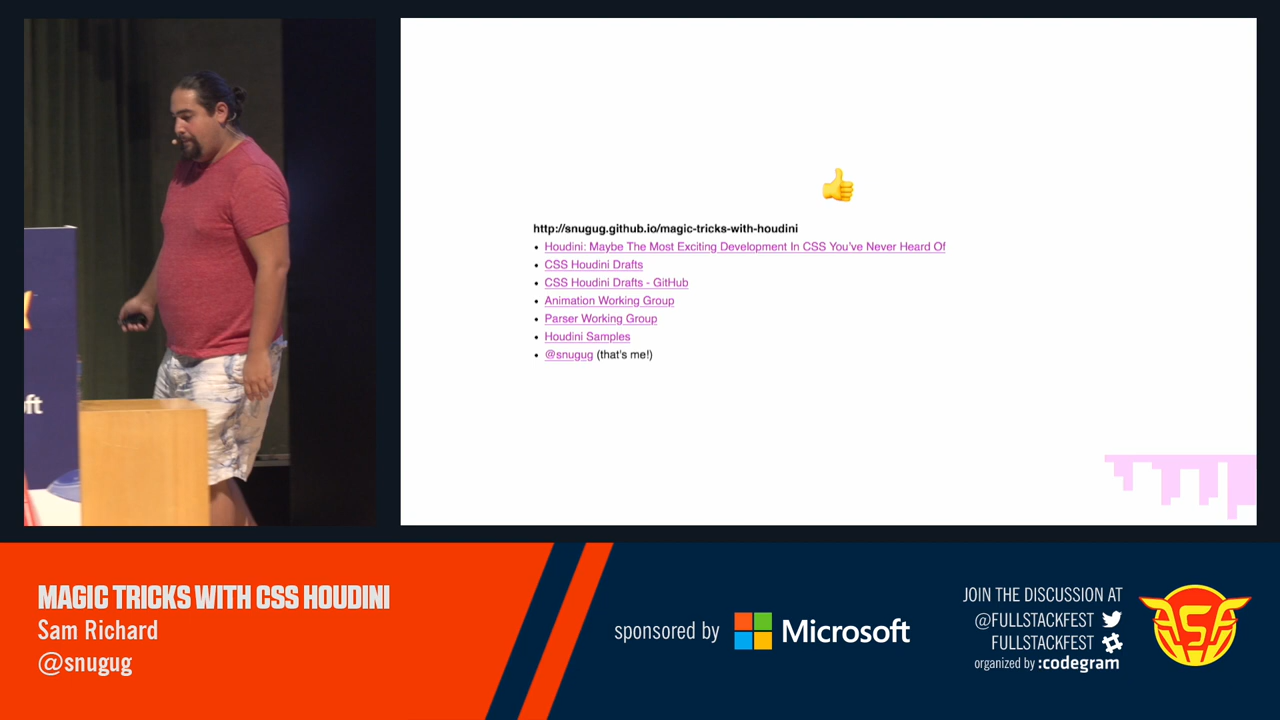 http://snugug.github.io/magic-tricks-with-houdini
Houdini: Maybe The Most Exciting Development In CSS You've Never Heard Of
CSS Houdini Drafts
CSS Houdini Drafts - GitHub
Animation Working Group
Parser Working Group
Houdini Samples
@snugug (that's me!)
ft
MAGIC TRICKS WITH CSS HOUDINI
Sam Richard
@snugug
sponsored by Microsoft
JOIN THE DISCUSSION AT
@FULLSTACKFEST
FULLSTACKFEST
organized by :codegram
FSF